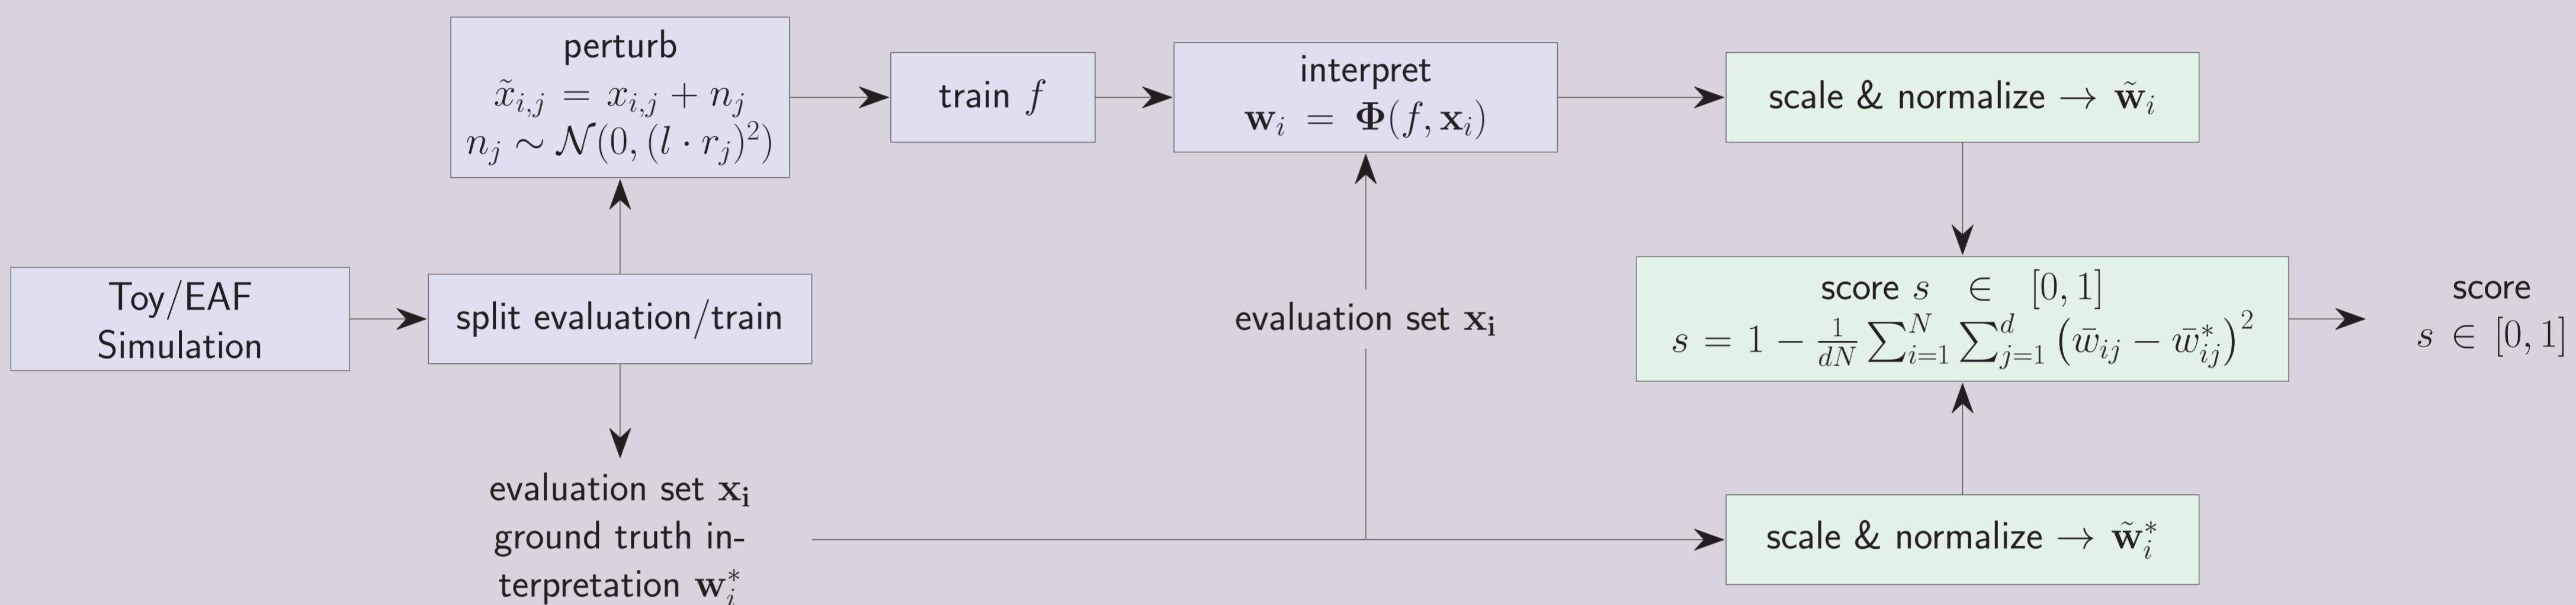 perturb
x̃_{i,j} = x_{i,j} + n_j
n_j ∼ 𝒩(0, (l · r_j)²)
train f
interpret
𝐰_i = 𝚽(f, 𝐱_i)
scale & normalize → 𝐰̃_i
Toy/EAF
Simulation
split evaluation/train
evaluation set 𝐱_𝐢
score s ∈ [0, 1]
s = 1 − \frac{1}{dN} ∑_{i=1}^{N} ∑_{j=1}^{d} (w̄_{ij} − w̄^*_{ij})²
score
s ∈ [0, 1]
evaluation set 𝐱_𝐢
ground truth in-
terpretation 𝐰^*_i
scale & normalize → 𝐰̃^*_i